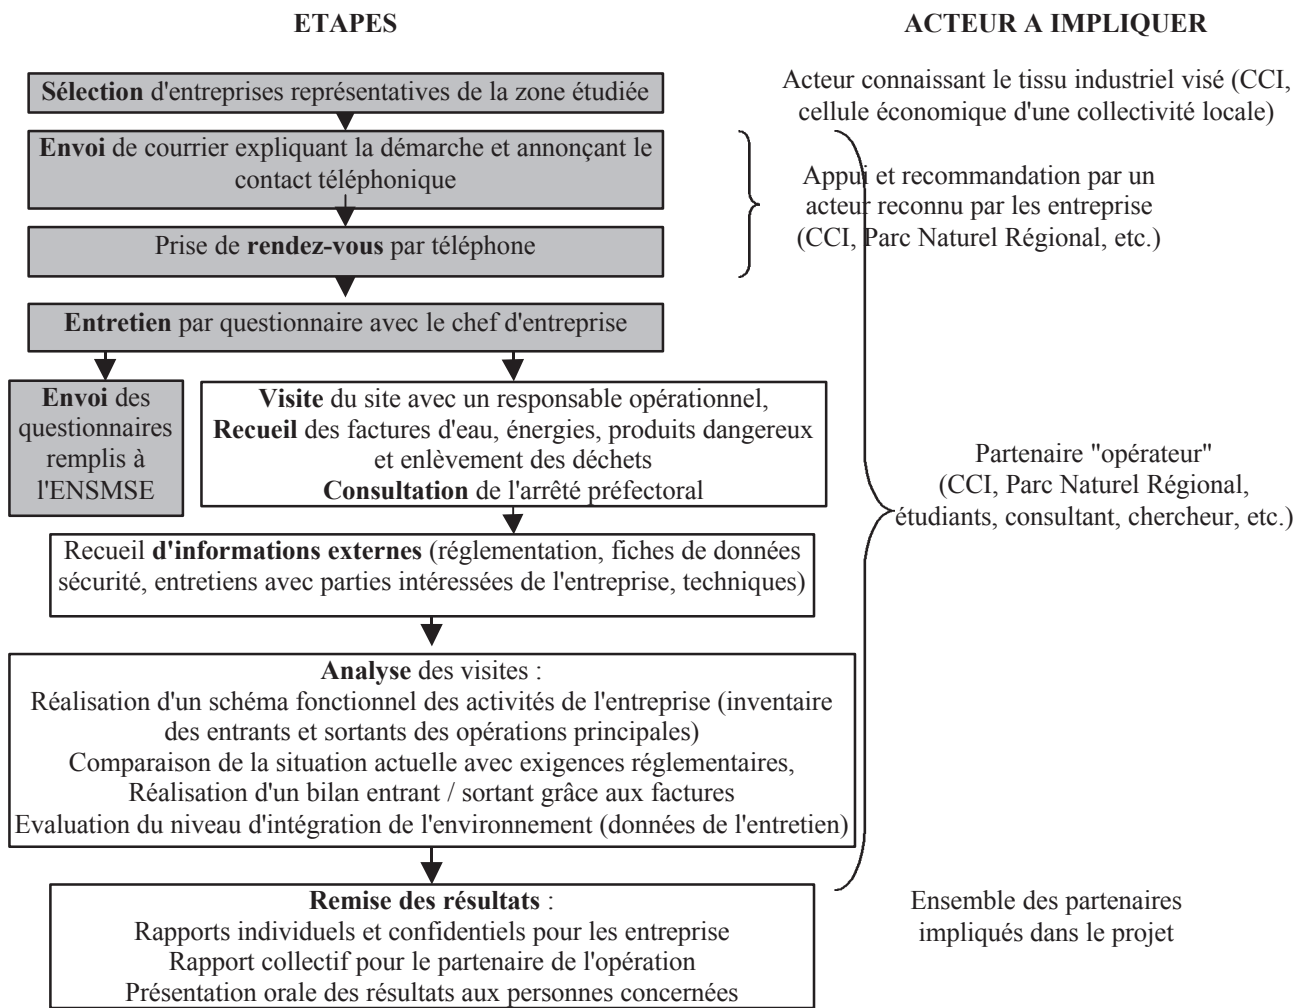 ETAPES
ACTEUR A IMPLIQUER
Sélection d'entreprises représentatives de la zone étudiée
Acteur connaissant le tissu industriel visé (CCI,
cellule économique d'une collectivité locale)
Envoi de courrier expliquant la démarche et annonçant le
contact téléphonique
Prise de rendez-vous par téléphone
Appui et recommandation par un
acteur reconnu par les entreprise
(CCI, Parc Naturel Régional, etc.)
Entretien par questionnaire avec le chef d'entreprise
Envoi des
questionnaires
remplis à
l'ENSMSE
Visite du site avec un responsable opérationnel,
Recueil des factures d'eau, énergies, produits dangereux
et enlèvement des déchets
Consultation de l'arrêté préfectoral
Partenaire "opérateur"
(CCI, Parc Naturel Régional,
étudiants, consultant, chercheur, etc.)
Recueil d'informations externes (réglementation, fiches de données
sécurité, entretiens avec parties intéressées de l'entreprise, techniques)
Analyse des visites :
Réalisation d'un schéma fonctionnel des activités de l'entreprise (inventaire
des entrants et sortants des opérations principales)
Comparaison de la situation actuelle avec exigences réglementaires,
Réalisation d'un bilan entrant / sortant grâce aux factures
Evaluation du niveau d'intégration de l'environnement (données de l'entretien)
Remise des résultats :
Rapports individuels et confidentiels pour les entreprise
Rapport collectif pour le partenaire de l'opération
Présentation orale des résultats aux personnes concernées
Ensemble des partenaires
impliqués dans le projet